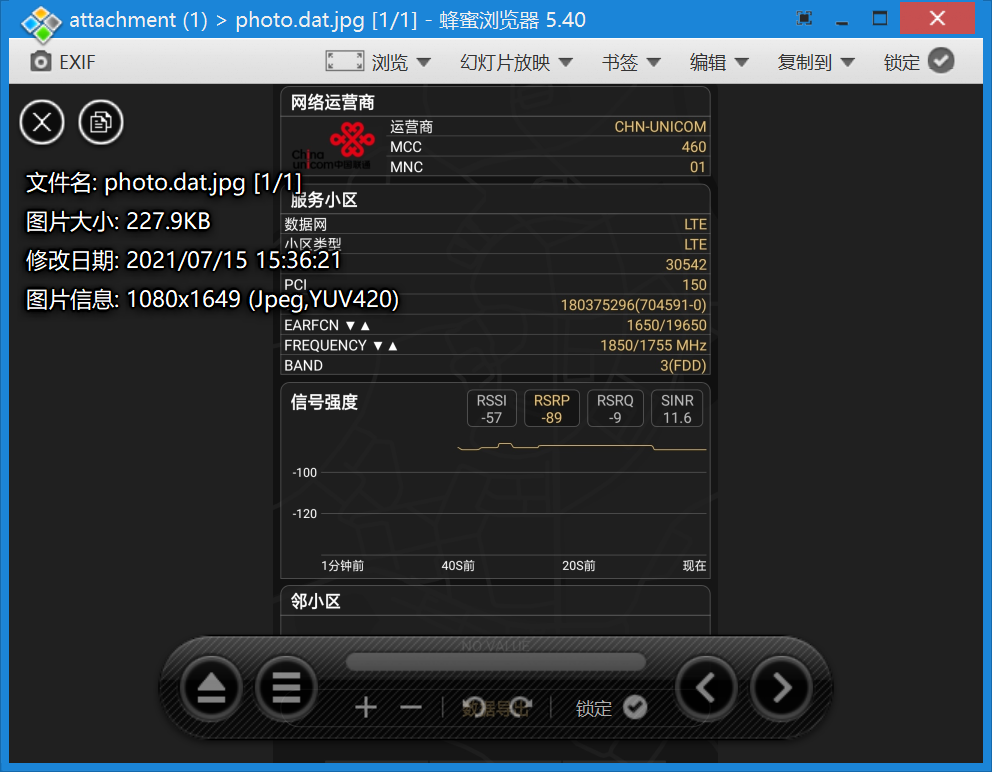 attachment (1) > photo.dat.jpg [1/1] - 蜂蜜浏览器 5.40
EXIF 浏览 幻灯片放映 书签 编辑 复制到 锁定
文件名: photo.dat.jpg [1/1]
图片大小: 227.9KB
修改日期: 2021/07/15 15:36:21
图片信息: 1080x1649 (Jpeg,YUV420)
网络运营商
China unicom中国联通
运营商 CHN-UNICOM
MCC 460
MNC 01
服务小区
数据网 LTE
小区类型 LTE
30542
PCI 150
180375296(704591-0)
EARFCN ▼▲ 1650/19650
FREQUENCY ▼▲ 1850/1755 MHz
BAND 3(FDD)
信号强度
RSSI RSRP RSRQ SINR
-57 -89 -9 11.6
-100
-120
1分钟前 40S前 20S前 现在
邻小区
NO VALUE
数据导出 锁定